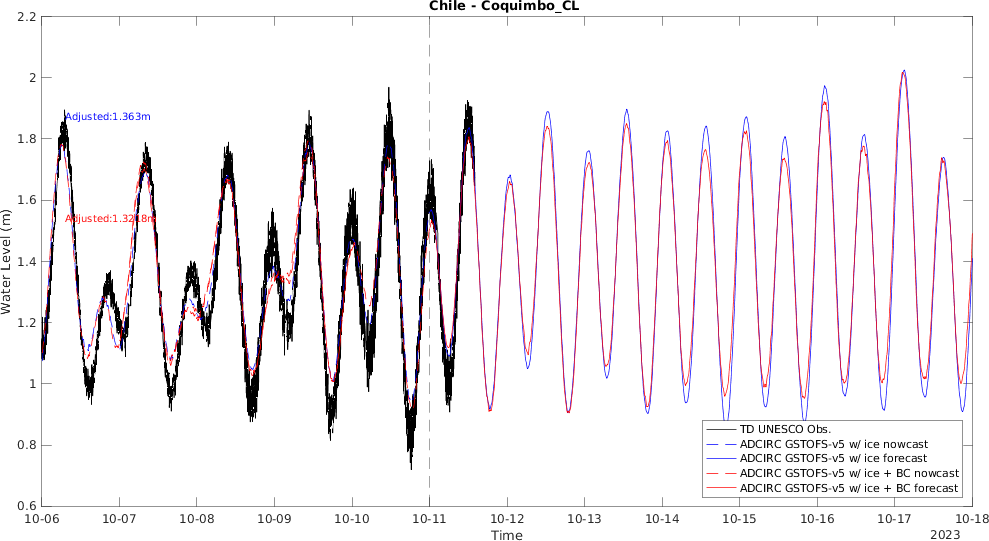 Chile - Coquimbo_CL
2.2
2
1.8
1.6
1.4
1.2
1
0.8
0.6
Water Level (m)
Adjusted:1.363m
Adjusted:1.3218m
TD UNESCO Obs.
ADCIRC GSTOFS-v5 w/ ice nowcast
ADCIRC GSTOFS-v5 w/ ice forecast
ADCIRC GSTOFS-v5 w/ ice + BC nowcast
ADCIRC GSTOFS-v5 w/ ice + BC forecast
10-06 10-07 10-08 10-09 10-10 10-11 10-12 10-13 10-14 10-15 10-16 10-17 10-18
Time
2023